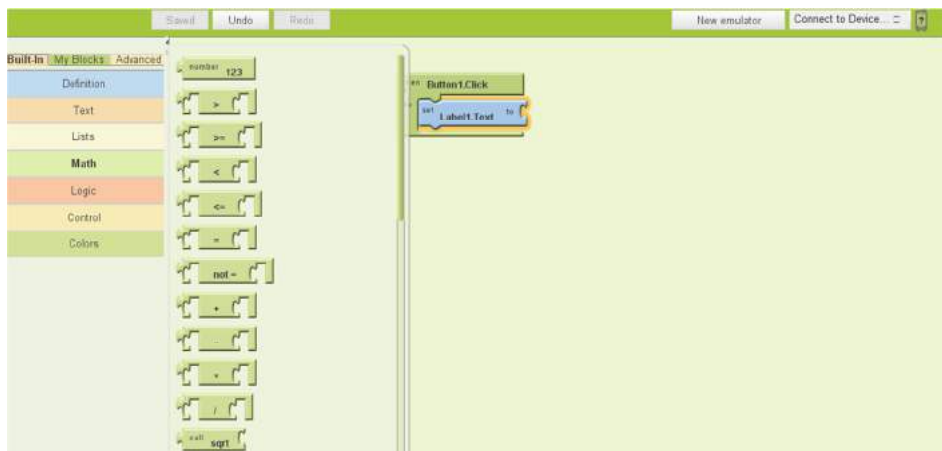 Saved Undo Redo New emulator Connect to Device...
Built-In My Blocks Advanced
Definition
Text
Lists
Math
Logic
Control
Colors
number 123
>
>=
<
<=
=
not =
+
-
/
call sqrt
Button1.Click
set Label1.Text to